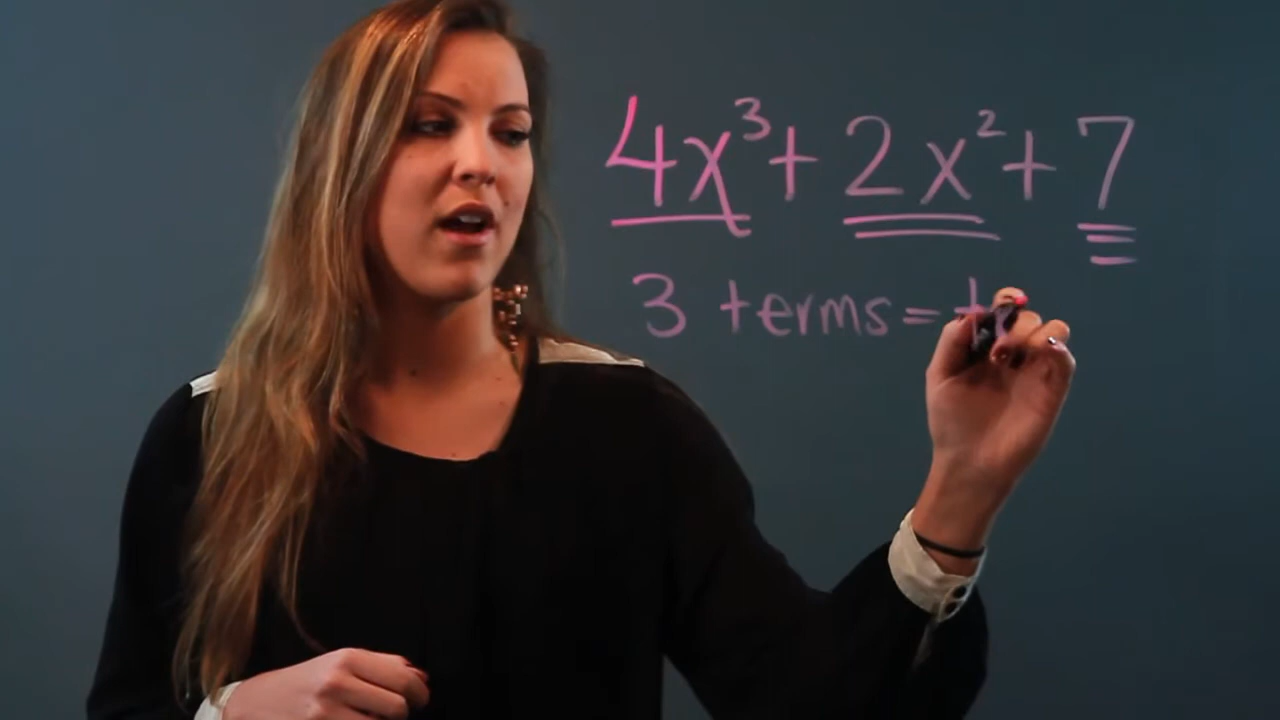 4x³ + 2x² + 7
3 terms =